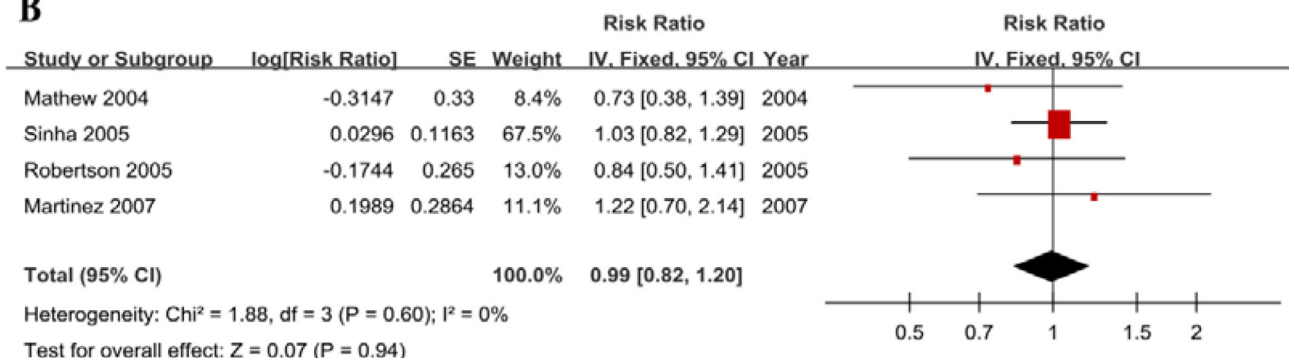 B
Risk Ratio Risk Ratio
Study or Subgroup log[Risk Ratio] SE Weight IV, Fixed, 95% CI Year IV, Fixed, 95% CI
Mathew 2004 -0.3147 0.33 8.4% 0.73 [0.38, 1.39] 2004
Sinha 2005 0.0296 0.1163 67.5% 1.03 [0.82, 1.29] 2005
Robertson 2005 -0.1744 0.265 13.0% 0.84 [0.50, 1.41] 2005
Martinez 2007 0.1989 0.2864 11.1% 1.22 [0.70, 2.14] 2007
Total (95% CI) 100.0% 0.99 [0.82, 1.20]
Heterogeneity: Chi² = 1.88, df = 3 (P = 0.60); I² = 0%
Test for overall effect: Z = 0.07 (P = 0.94)
0.5 0.7 1 1.5 2